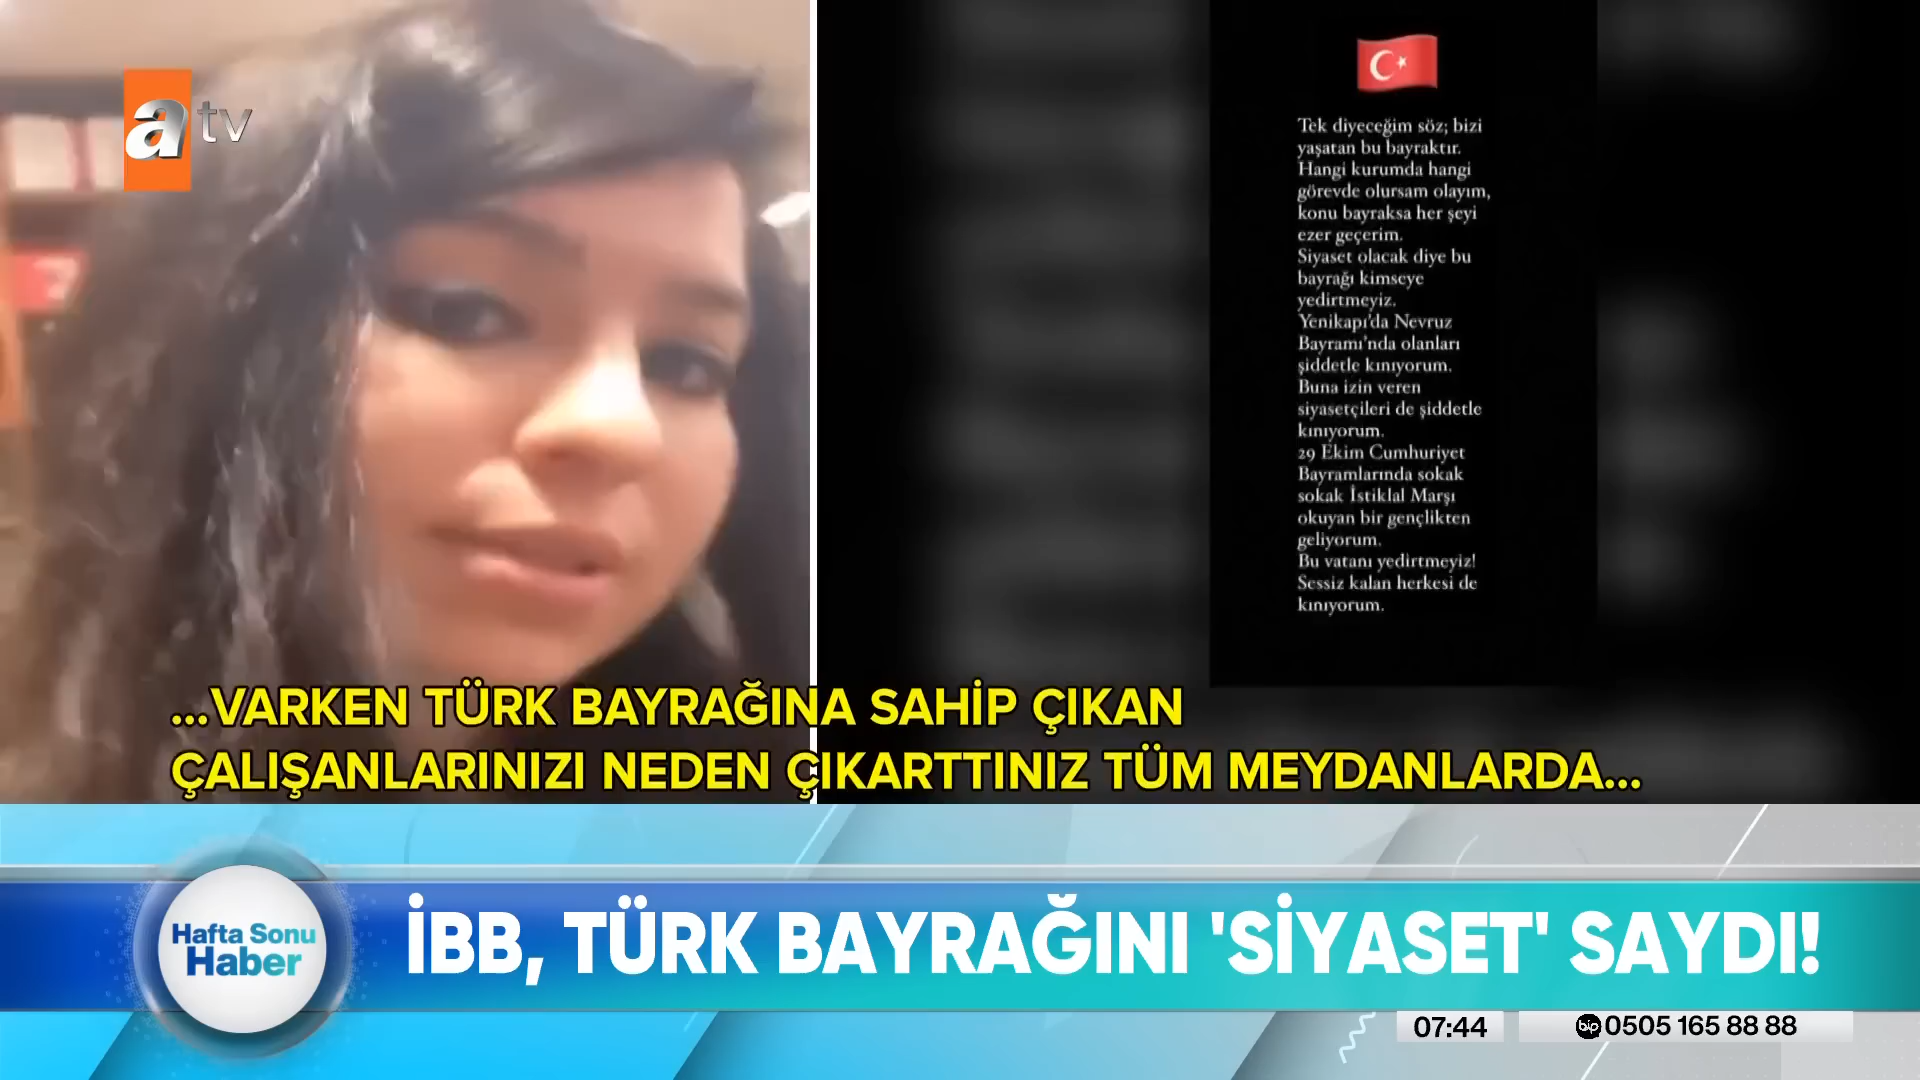 a tv
Tek diyeceğim söz; bizi
yaşatan bu bayraktır.
Hangi kurumda hangi
görevde olursam olayım,
konu bayraksa her şeyi
ezer geçerim.
Siyaset olacak diye bu
bayrağı kimseye
yedirtmeyiz.
Yenikapı'da Nevruz
Bayramı'nda olanları
şiddetle kınıyorum.
Buna izin veren
siyasetçileri de şiddetle
kınıyorum.
29 Ekim Cumhuriyet
Bayramlarında sokak
sokak İstiklal Marşı
okuyan bir gençlikten
geliyorum.
Bu vatanı yedirtmeyiz!
Sessiz kalan herkesi de
kınıyorum.
...VARKEN TÜRK BAYRAĞINA SAHİP ÇIKAN
ÇALIŞANLARINIZI NEDEN ÇIKARTTINIZ TÜM MEYDANLARDA...
Hafta Sonu
Haber
İBB, TÜRK BAYRAĞINI 'SİYASET' SAYDI!
07:44
bip 0505 165 88 88